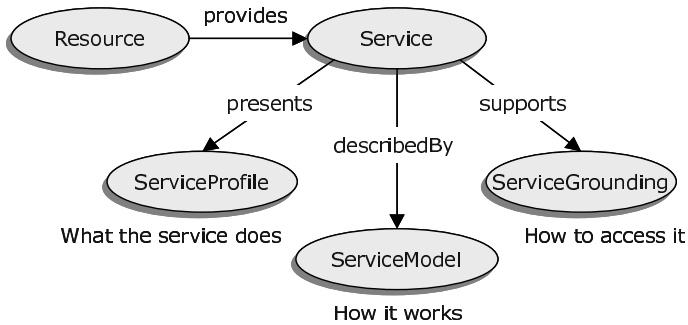 provides
Resource
Service
presents
supports
describedBy
ServiceProfile
ServiceGrounding
What the service does
How to access it
ServiceModel
How it works